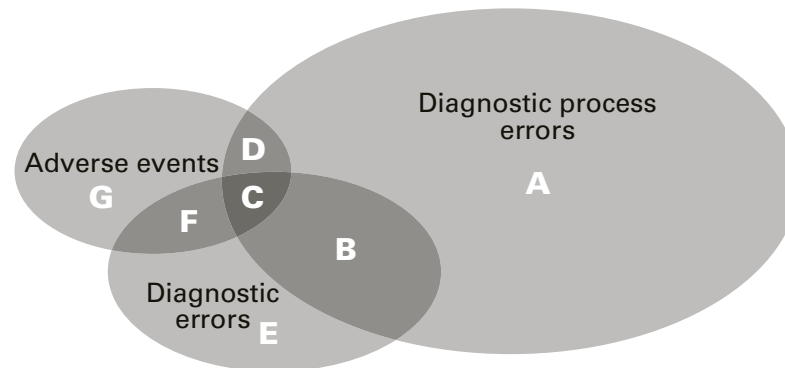 Diagnostic process
errors
D
Adverse events
A
G
C
F
B
Diagnostic
errors
E